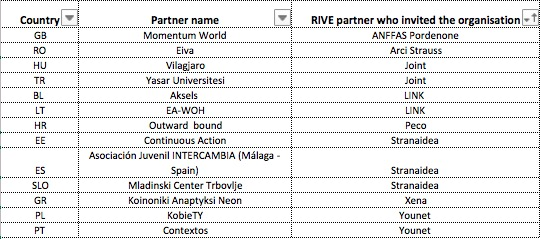 Country Partner name RIVE partner who invited the organisation
GB Momentum World ANFFAS Pordenone
RO Eiva Arci Strauss
HU Vilagjaro Joint
TR Yasar Universitesi Joint
BL Aksels LINK
LT EA-WOH LINK
HR Outward bound Peco
EE Continuous Action Stranaidea
Asociación Juvenil INTERCAMBIA (Málaga -
ES Spain) Stranaidea
SLO Mladinski Center Trbovlje Stranaidea
GR Koinoniki Anaptyksi Neon Xena
PL KobieTY Younet
PT Contextos Younet